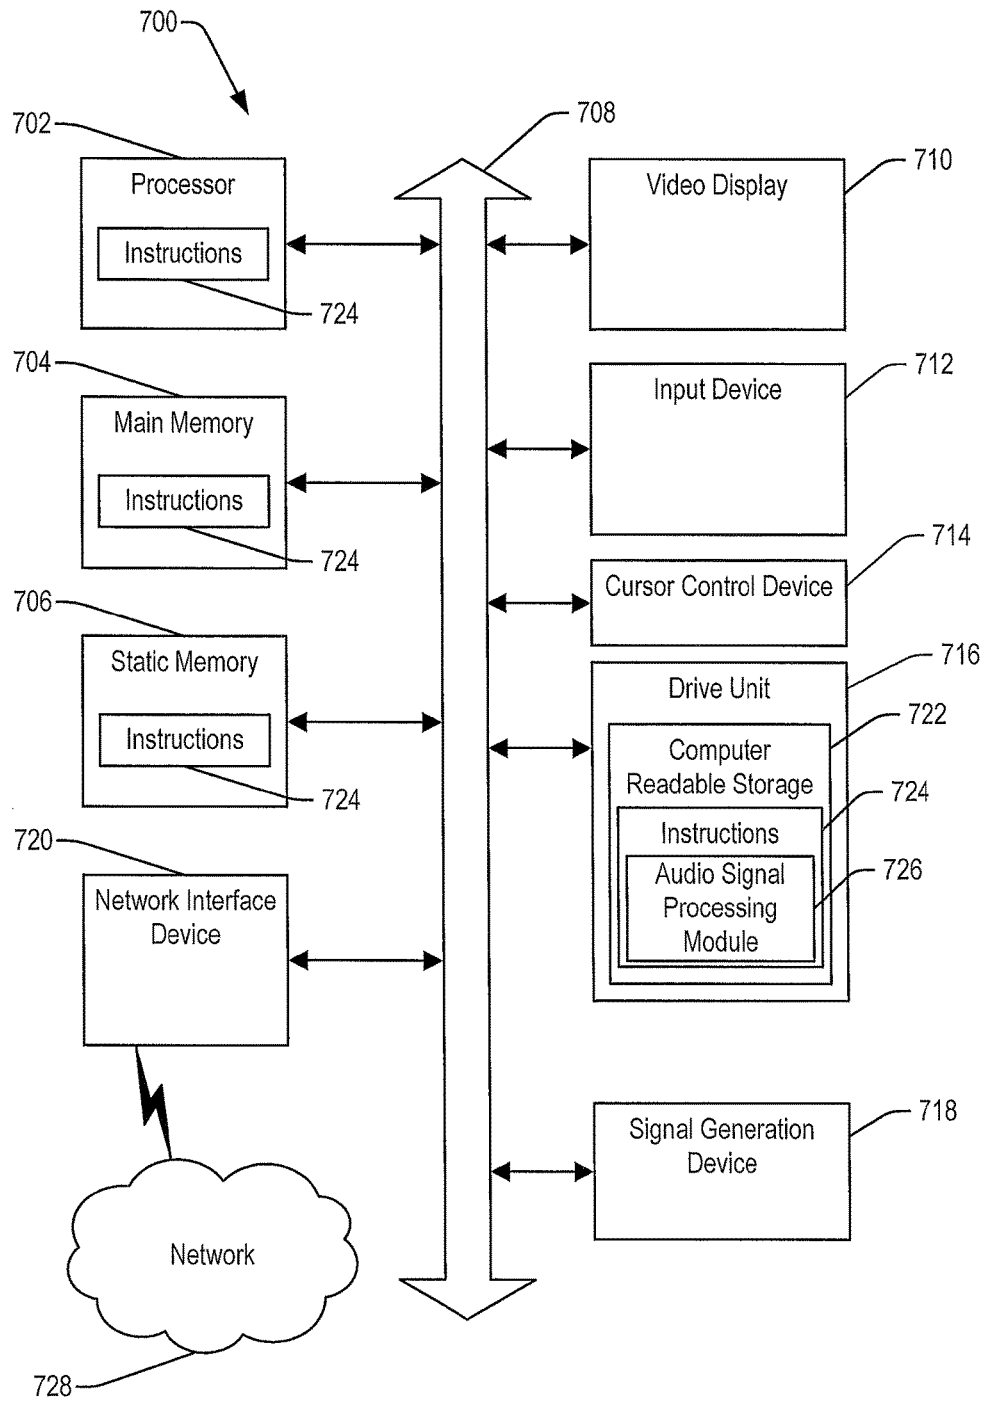 700
702
Processor
Instructions
724
704
Main Memory
Instructions
724
706
Static Memory
Instructions
724
720
Network Interface
Device
Network
728
708
710
Video Display
712
Input Device
714
Cursor Control Device
716
Drive Unit
722
Computer
Readable Storage
724
Instructions
726
Audio Signal
Processing
Module
718
Signal Generation
Device